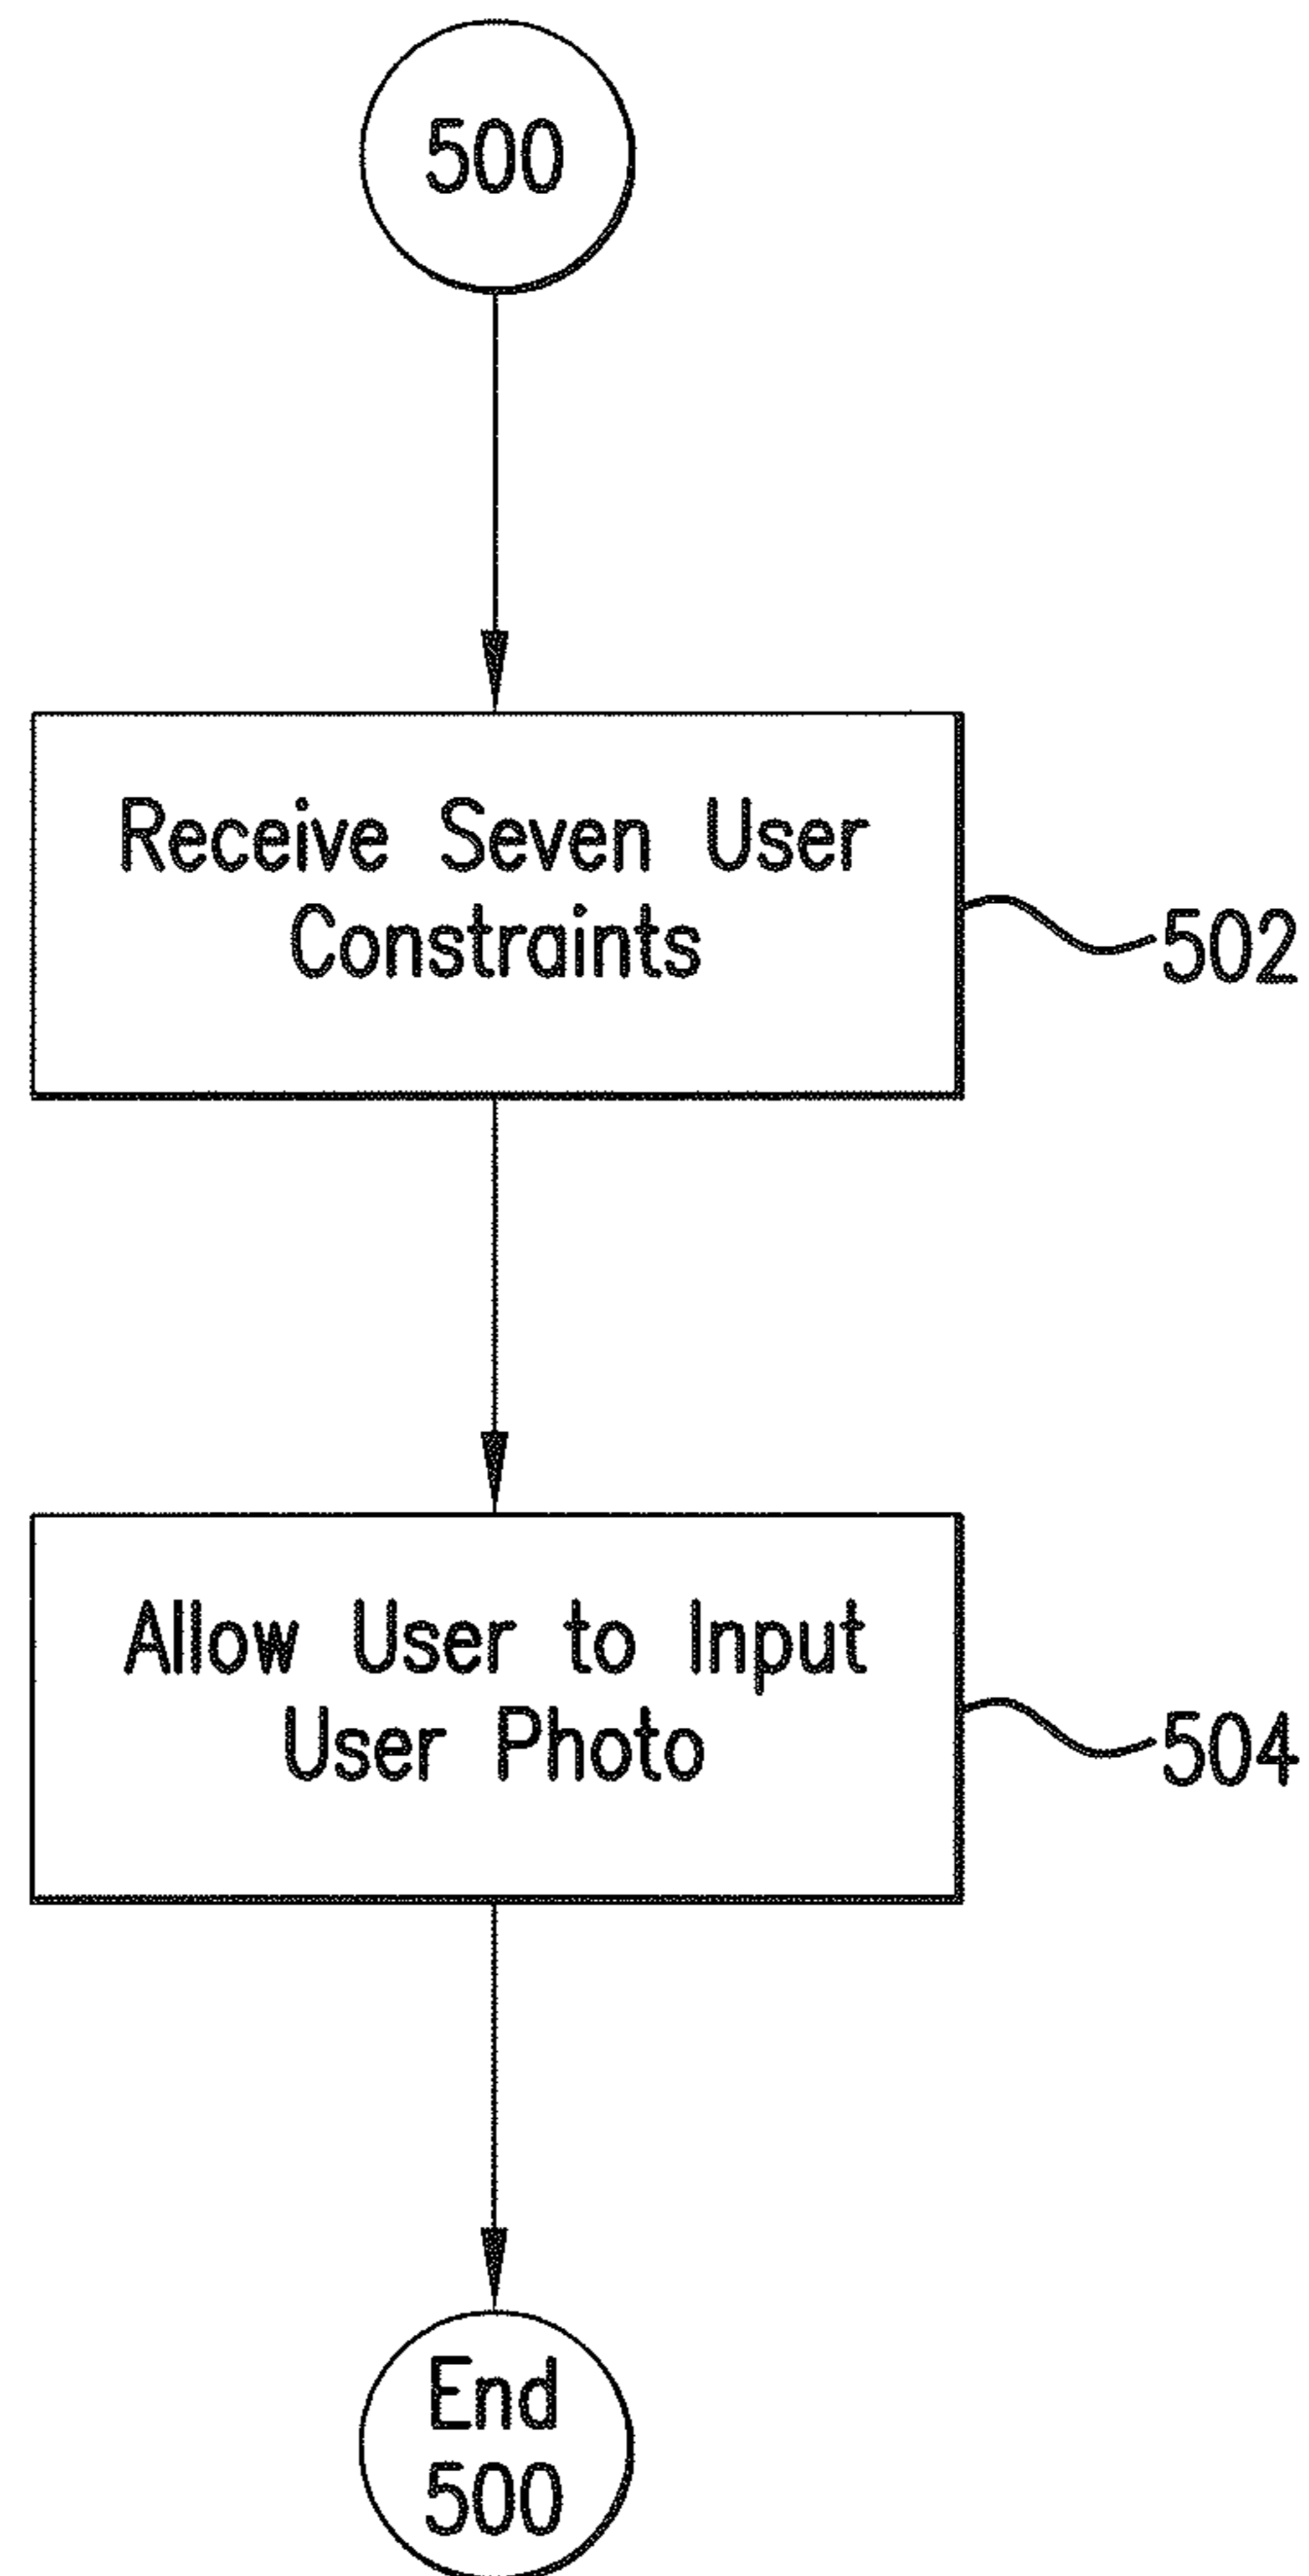 500
Receive Seven User
Constraints
502
Allow User to Input
User Photo
504
End
500